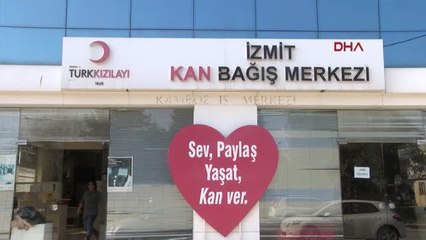 DHA
İZMİT
TÜRKKIZILAYI
KAN BAĞIŞ MERKEZİ
Sev, Paylaş
Yaşat,
Kan ver.